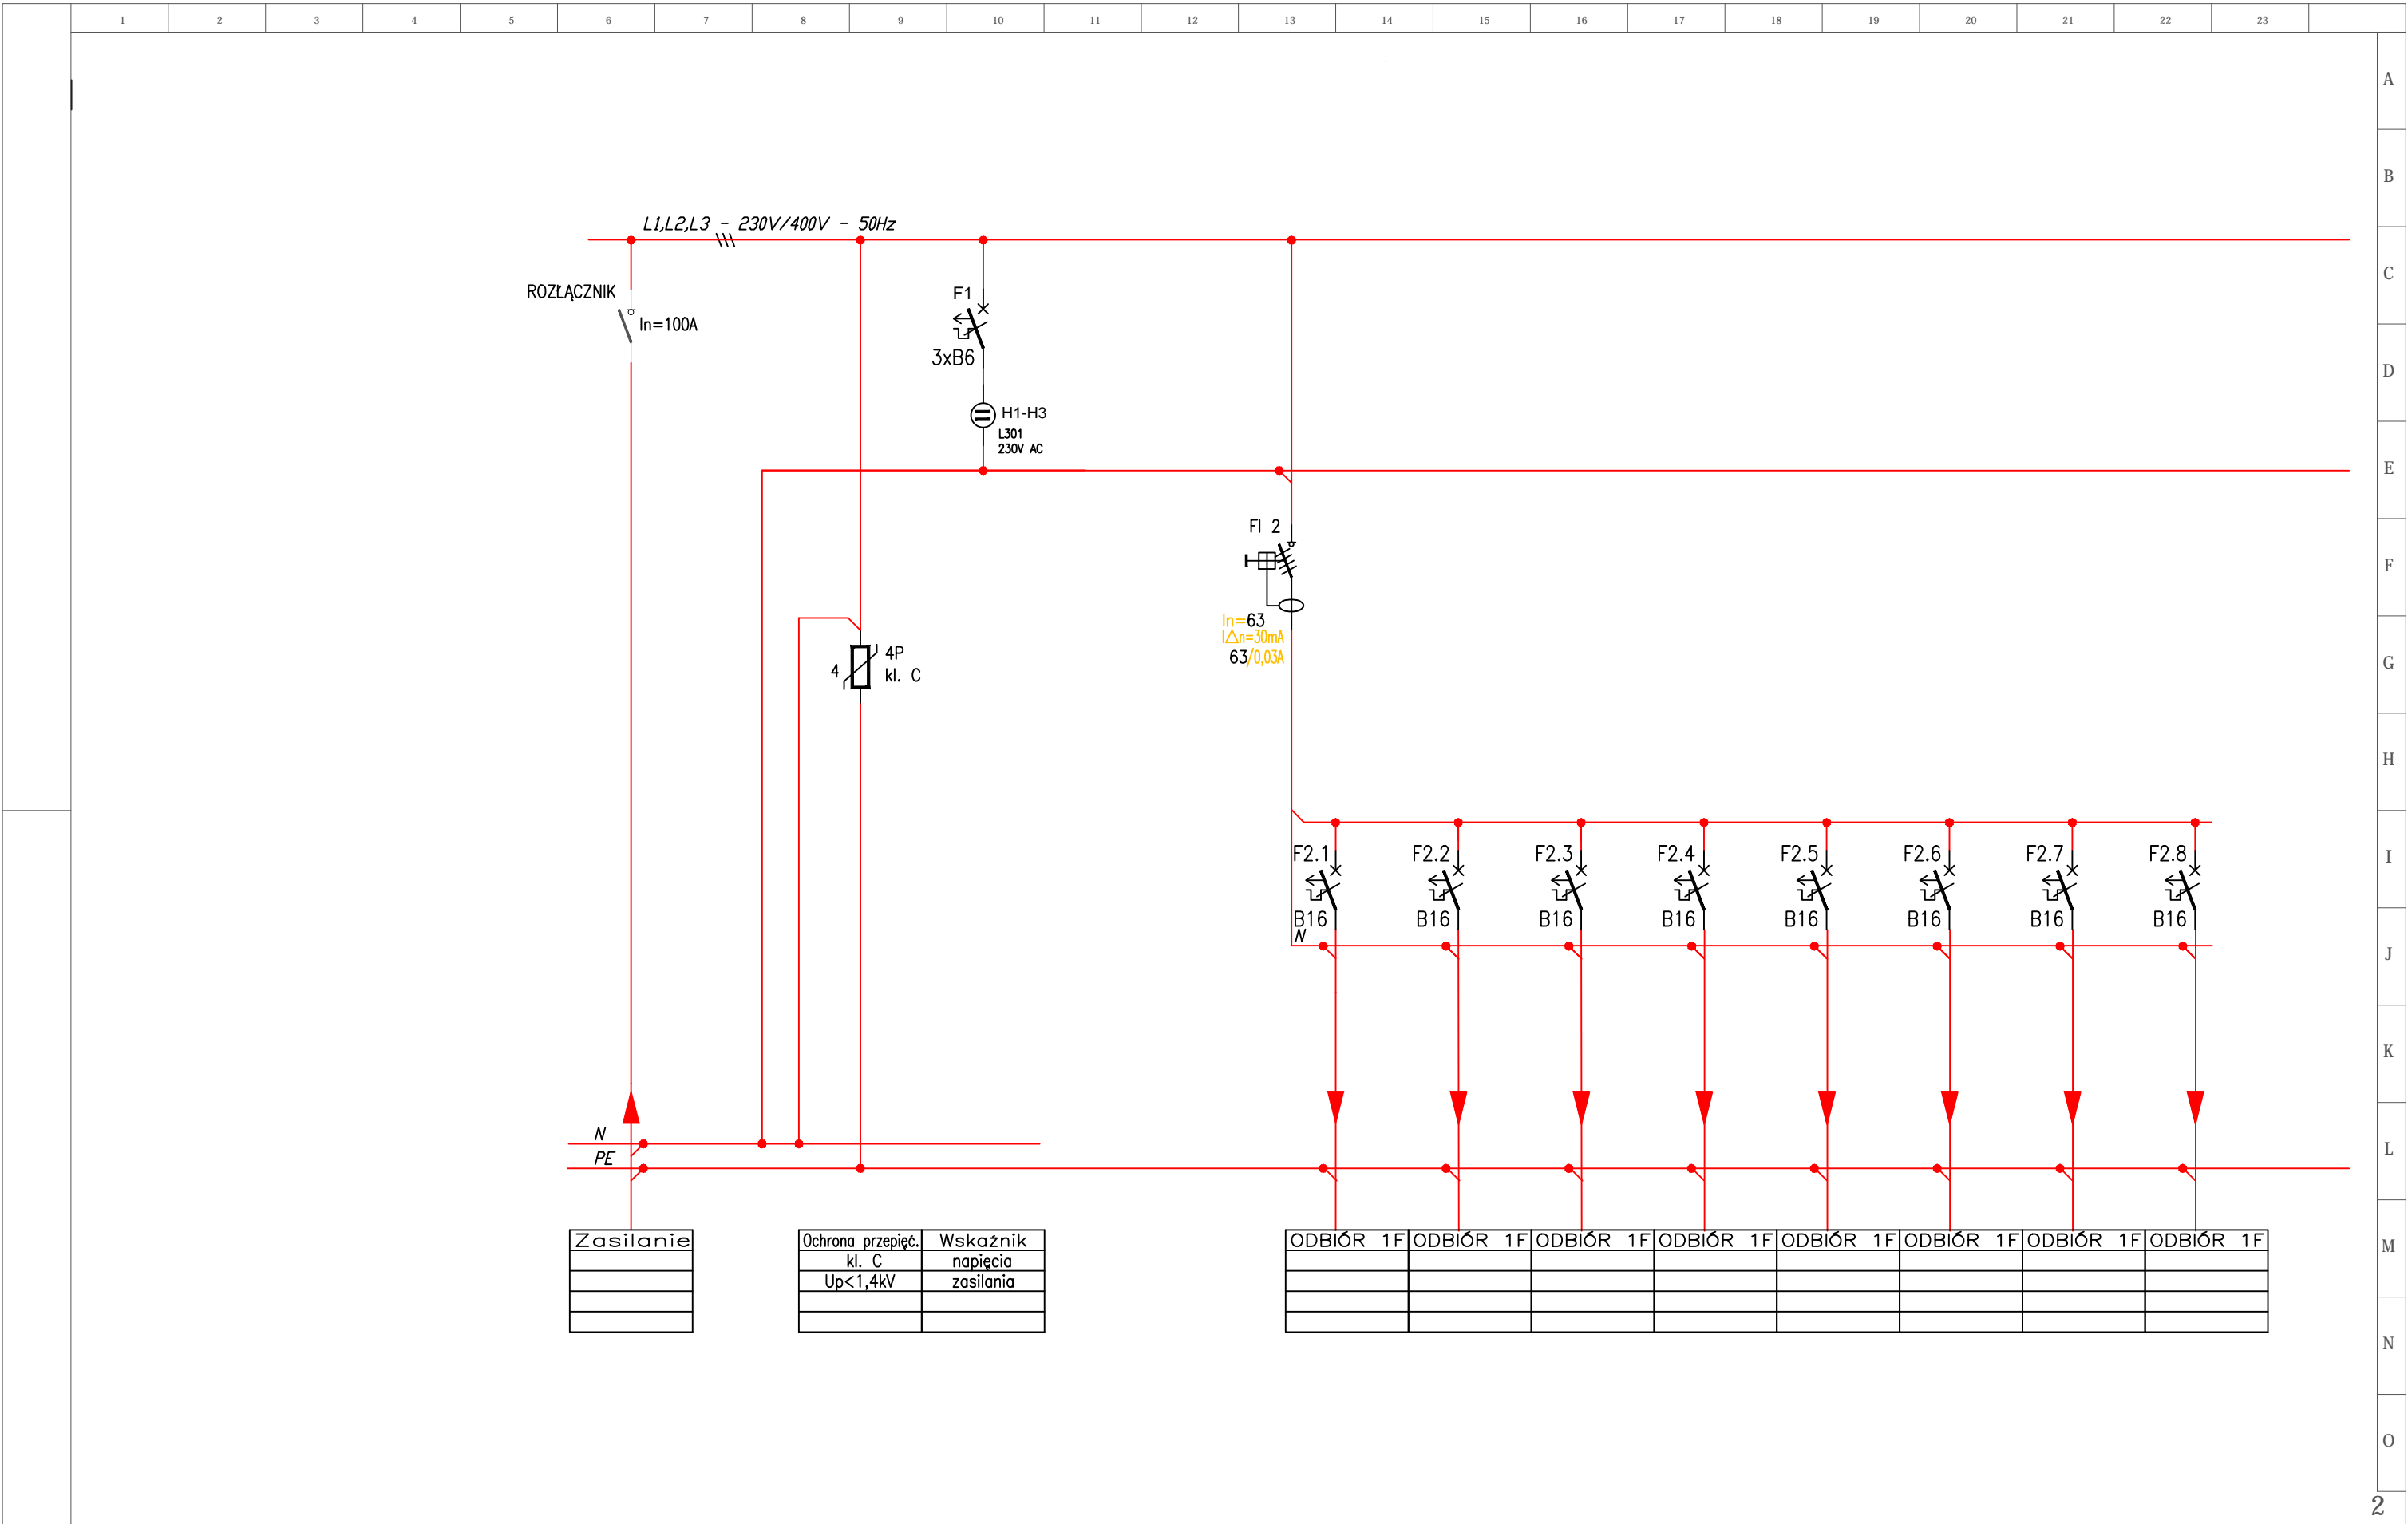 1 2 3 4 5 6 7 8 9 10 11 12 13 14 15 16 17 18 19 20 21 22 23
A
B
L1,L2,L3 - 230V/400V - 50Hz
C
ROZŁĄCZNIK
F1
In=100A
3xB6
D
H1-H3
L301
230V AC
E
FI 2
F
In=63
I△n=30mA
63/0,03A
4
4P
kl. C
G
H
F2.1 F2.2 F2.3 F2.4 F2.5 F2.6 F2.7 F2.8
I
B16 B16 B16 B16 B16 B16 B16 B16
N
J
K
N
L
PE
Zasilanie
Ochrona przepięć. Wskaźnik
kl. C napięcia
Up<1,4kV zasilania
ODBIÓR 1F ODBIÓR 1F ODBIÓR 1F ODBIÓR 1F ODBIÓR 1F ODBIÓR 1F ODBIÓR 1F ODBIÓR 1F
M
N
O
2